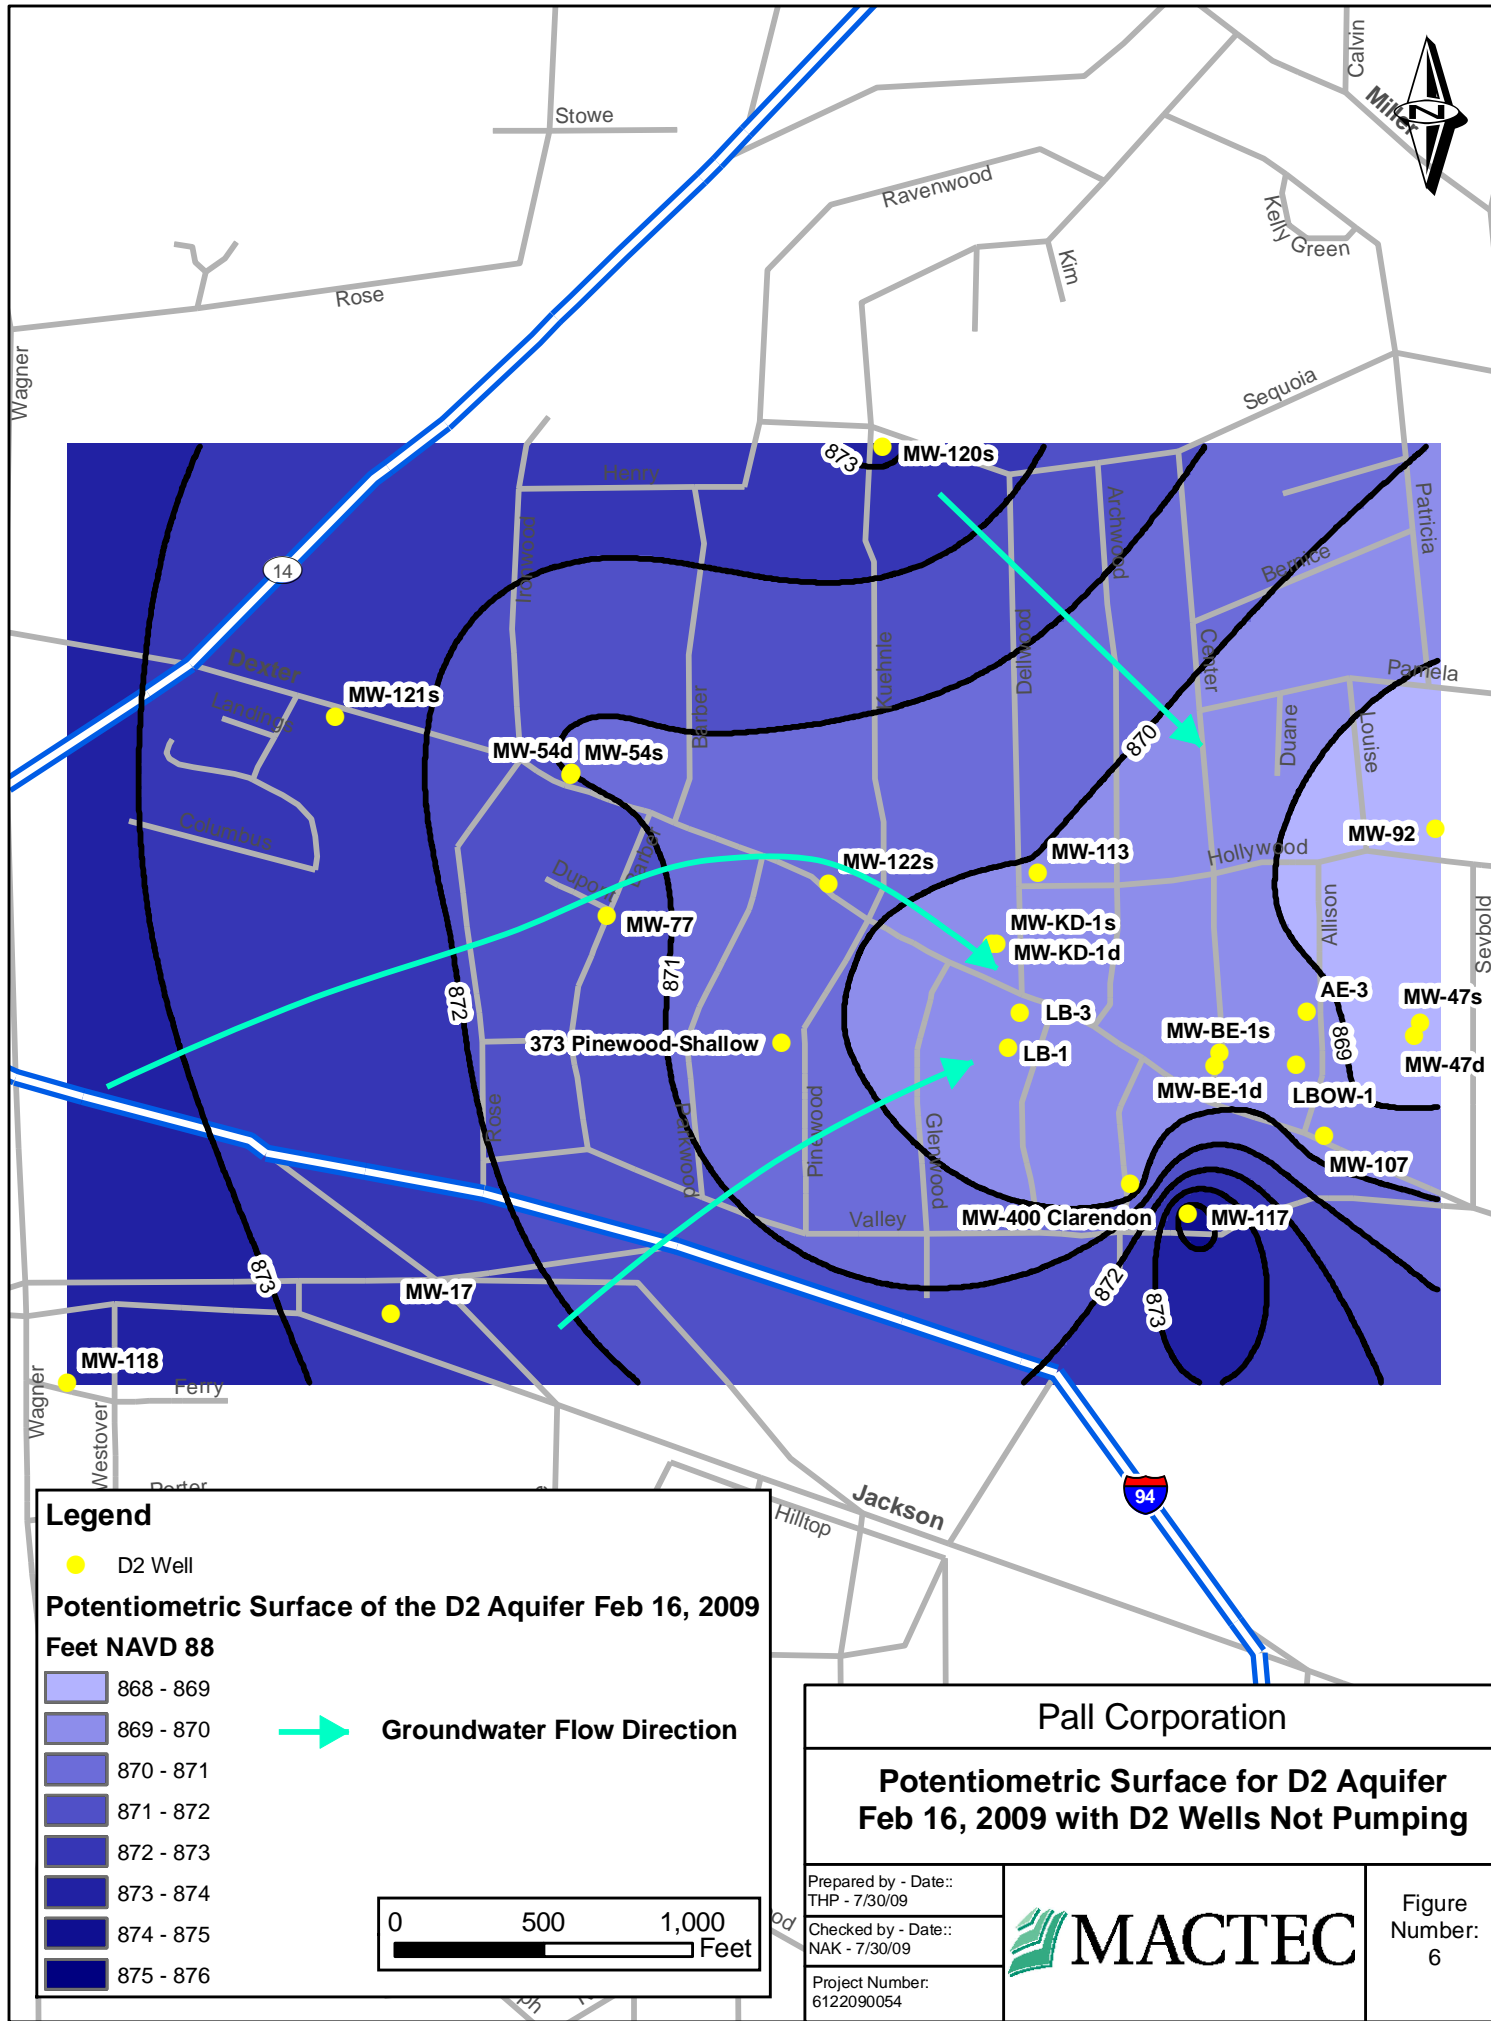 Stowe
Calvin
Miller
N
Ravenwood
Kelly Green
Kim
Rose
Wagner
Sequoia
873
MW-120s
Henry
Patricia
Archwood
Ironwood
Bernice
14
Dellwood
Center
Kuehnle
Dexter
Pamela
MW-121s
Landings
Barber
Louise
Duane
870
MW-54d
MW-54s
Columbus
MW-92
Barber
Hollywood
MW-113
MW-122s
Dupont
Allison
MW-77
MW-KD-1s
MW-KD-1d
Seybold
871
872
AE-3
MW-47s
LB-3
MW-BE-1s
869
373 Pinewood-Shallow
LB-1
MW-47d
MW-BE-1d
LBOW-1
Rose
Parkwood
Pinewood
Glenwood
MW-107
Valley
MW-400 Clarendon
MW-117
873
872
873
MW-17
MW-118
Ferry
Wagner
Westover
Porter
94
Jackson
Hilltop
Legend
D2 Well
Potentiometric Surface of the D2 Aquifer Feb 16, 2009
Feet NAVD 88
868 - 869
869 - 870
870 - 871
871 - 872
872 - 873
873 - 874
874 - 875
875 - 876
Groundwater Flow Direction
0 500 1,000
Feet
od
ph
Pall Corporation
Potentiometric Surface for D2 Aquifer
Feb 16, 2009 with D2 Wells Not Pumping
Prepared by - Date::
THP - 7/30/09
Checked by - Date::
NAK - 7/30/09
Project Number:
6122090054
MACTEC
Figure
Number:
6